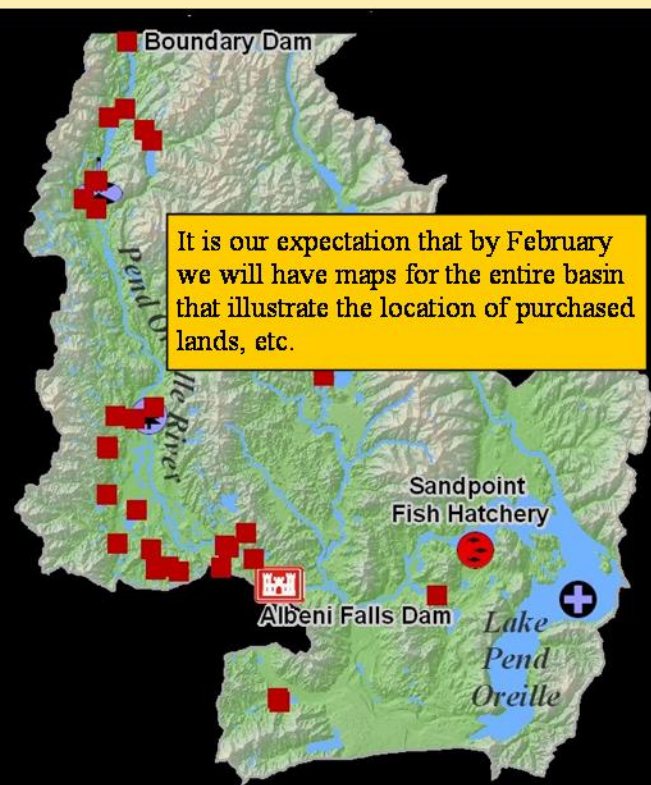 Boundary Dam
It is our expectation that by February
we will have maps for the entire basin
that illustrate the location of purchased
lands, etc.
Pend O
lle River
Sandpoint
Fish Hatchery
Albeni Falls Dam
Lake
Pend
Oreille